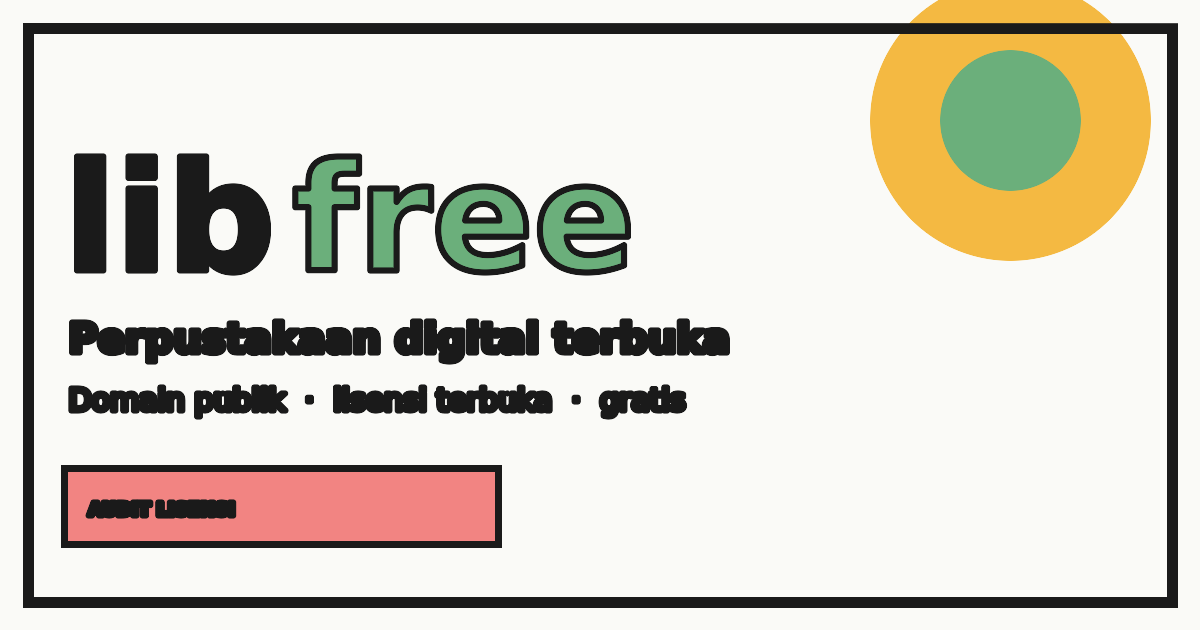 lib free
Perpustakaan digital terbuka
Domain publik · lisensi terbuka · gratis
AUDIT LISENSI